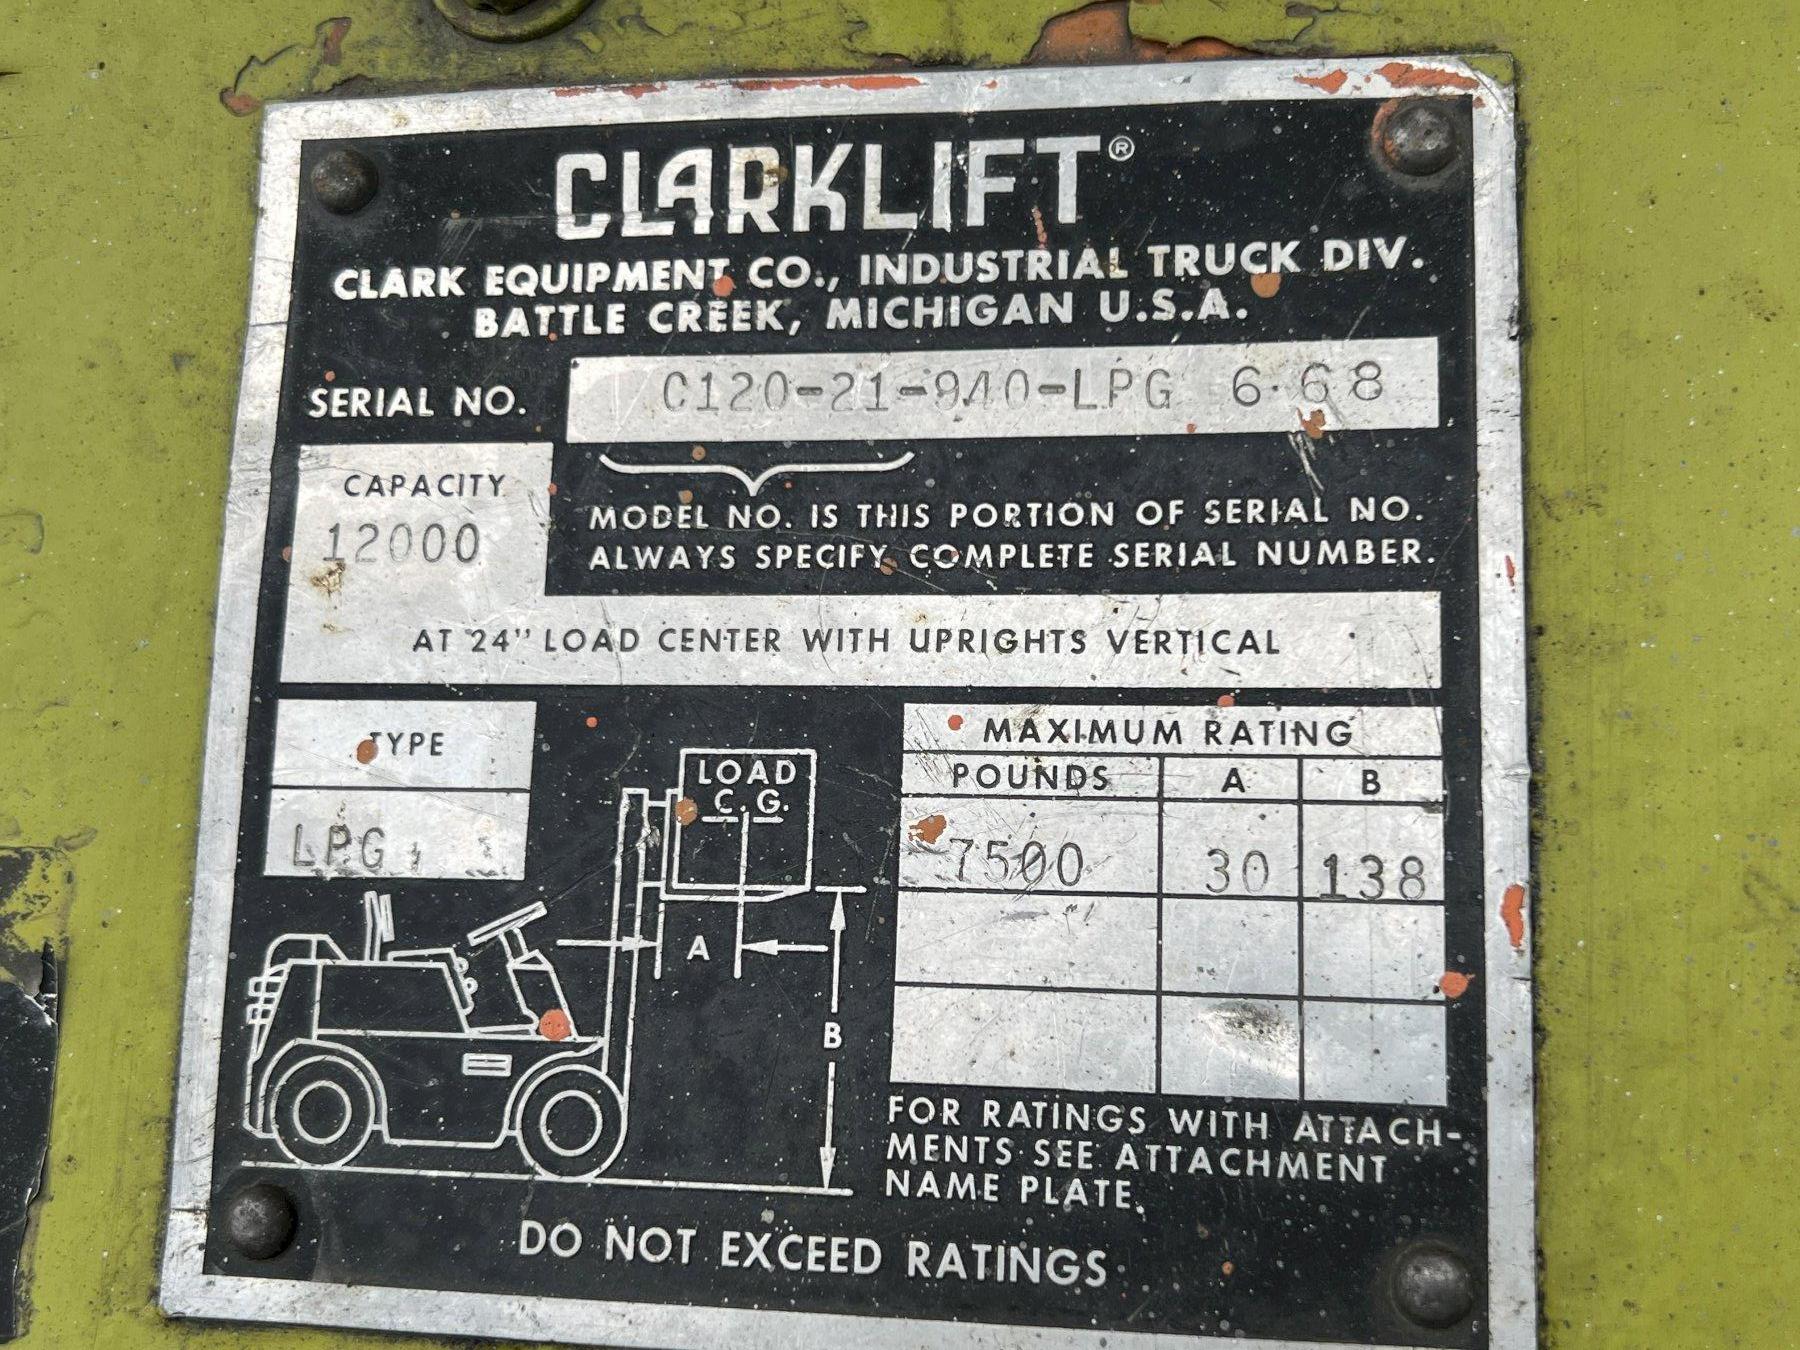 CLARKLIFT®
CLARK EQUIPMENT CO., INDUSTRIAL TRUCK DIV.
BATTLE CREEK, MICHIGAN U.S.A.
SERIAL NO. C120-21-940-LPG 6·68
CAPACITY
12000
MODEL NO. IS THIS PORTION OF SERIAL NO.
ALWAYS SPECIFY COMPLETE SERIAL NUMBER.
AT 24" LOAD CENTER WITH UPRIGHTS VERTICAL
TYPE
LPG
LOAD
C.G.
A
B
MAXIMUM RATING
POUNDS A B
7500 30 138
FOR RATINGS WITH ATTACH-
MENTS SEE ATTACHMENT
NAME PLATE.
DO NOT EXCEED RATINGS